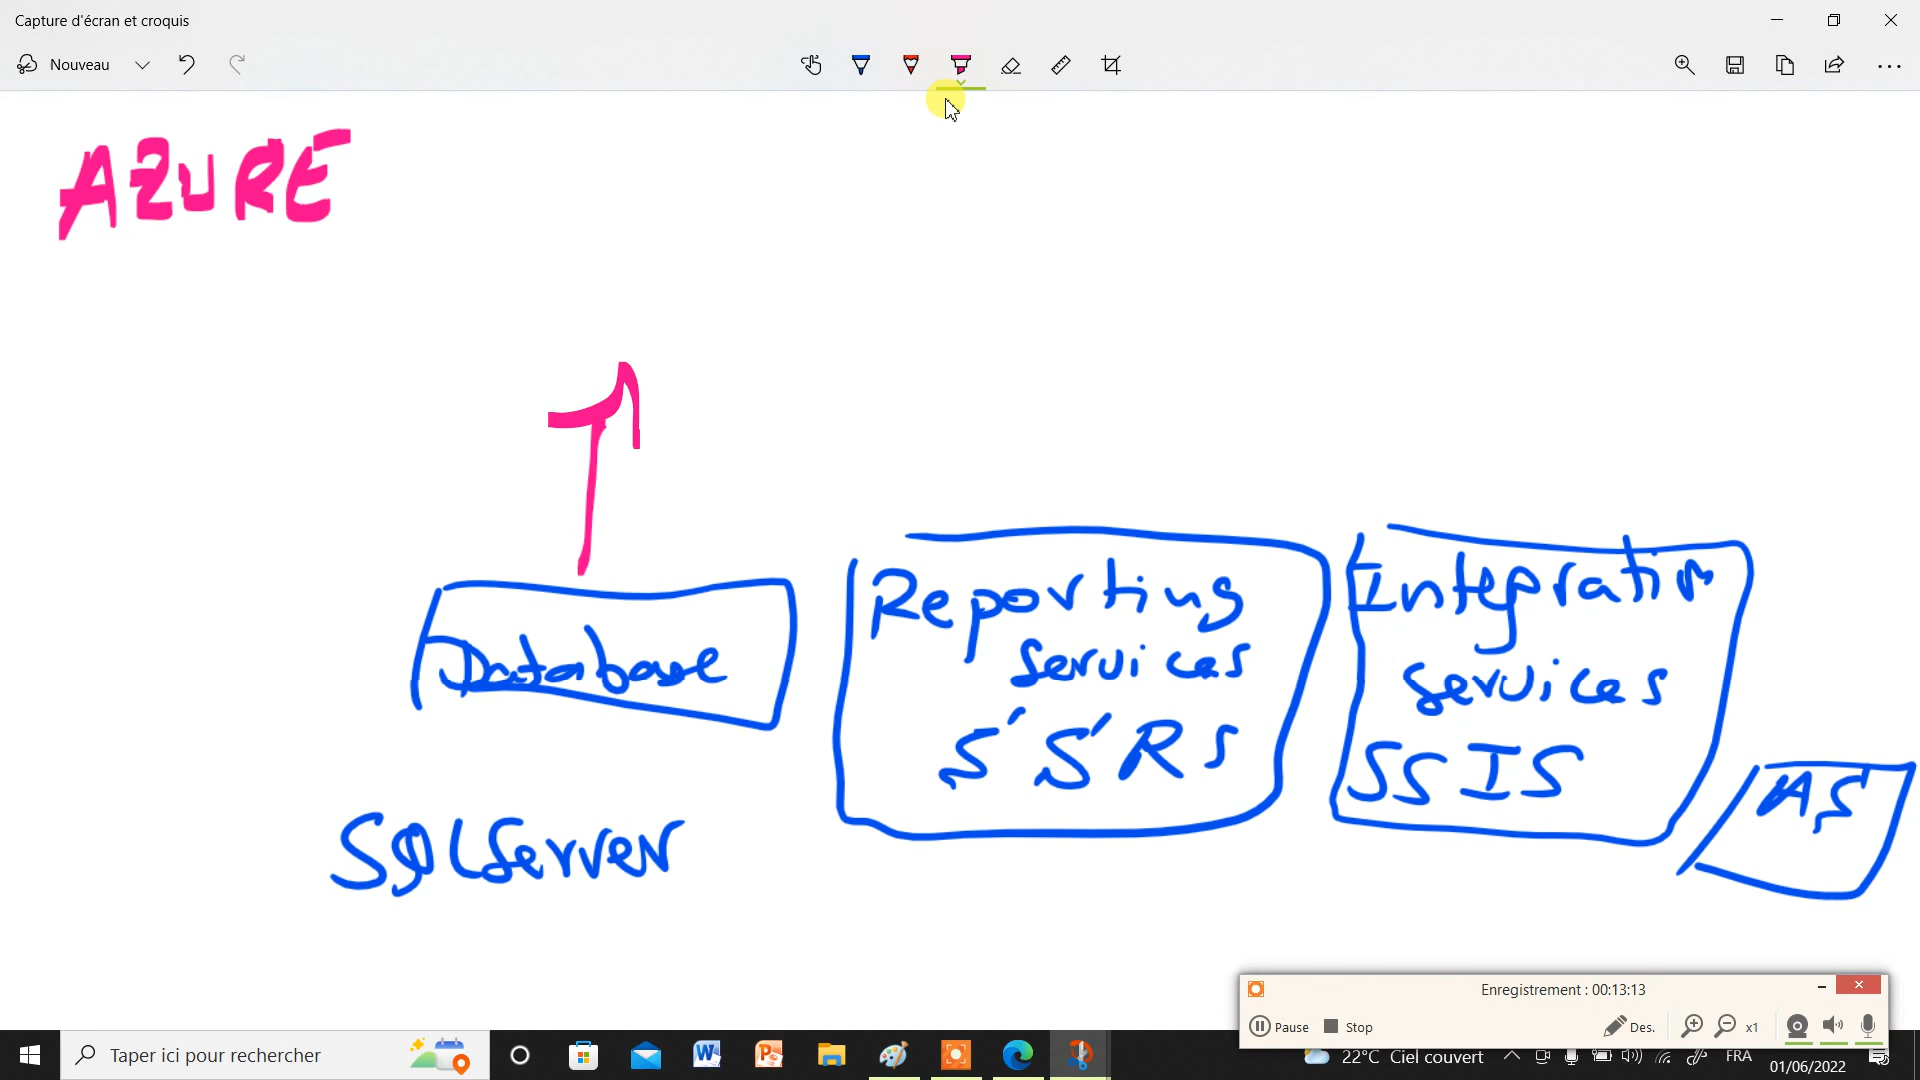 Capture d'écran et croquis
Nouveau
AZURE
Database
Reporting
services
SSRS
Integration
services
SSIS
AS
SQLServer
Enregistrement : 00:13:13
Pause
Stop
Des.
x1
Taper ici pour rechercher
22°C Ciel couvert
FRA
01/06/2022